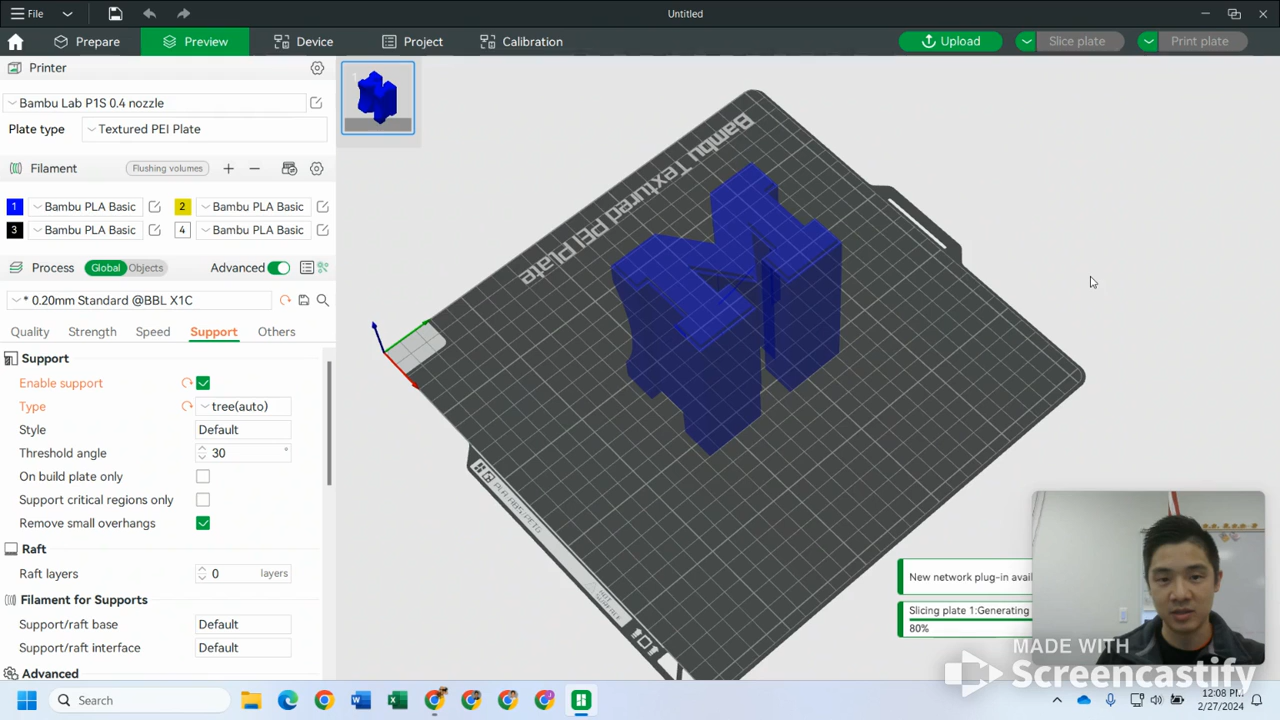 File
Untitled
Prepare
Preview
Device
Project
Calibration
Upload
Slice plate
Print plate
Printer
Bambu Lab P1S 0.4 nozzle
Plate type
Textured PEI Plate
Filament
Flushing volumes
1
Bambu PLA Basic
2
Bambu PLA Basic
3
Bambu PLA Basic
4
Bambu PLA Basic
Process
Global
Objects
Advanced
* 0.20mm Standard @BBL X1C
Quality
Strength
Speed
Support
Others
Support
Enable support
Type
tree(auto)
Style
Default
Threshold angle
30
°
On build plate only
Support critical regions only
Remove small overhangs
Raft
Raft layers
0
layers
Filament for Supports
Support/raft base
Default
Support/raft interface
Default
Advanced
Bambu Textured PEI Plate
New network plug-in avai
Slicing plate 1:Generating
80%
MADE WITH
Screencastify
Search
12:08 PM
2/27/2024